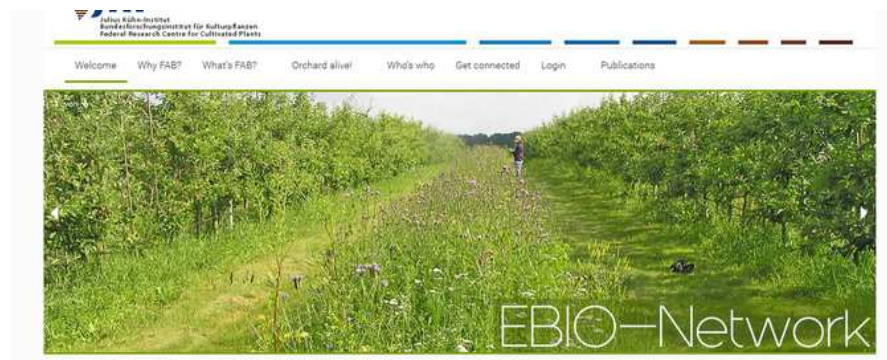 Julius Kühn-Institut
Bundesforschungsinstitut für Kulturpflanzen
Federal Research Centre for Cultivated Plants
Welcome Why FAB? What's FAB? Orchard alive! Who's who Get connected Login Publications
EBIO-Network